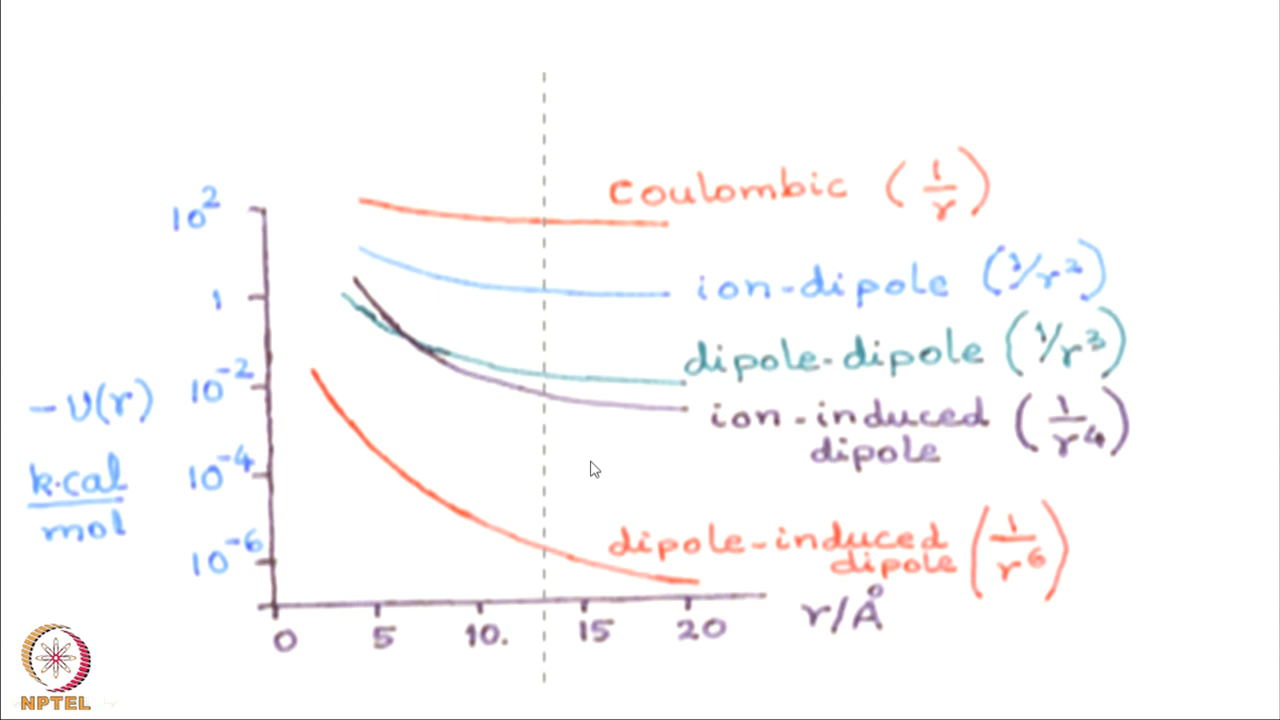 coulombic (1/r)
10²
ion-dipole (1/r²)
1
dipole-dipole (1/r³)
10⁻²
-U(r)
ion-induced dipole (1/r⁴)
10⁻⁴
k.cal/mol
10⁻⁶
dipole-induced dipole (1/r⁶)
0 5 10. 15 20 r/Å
NPTEL